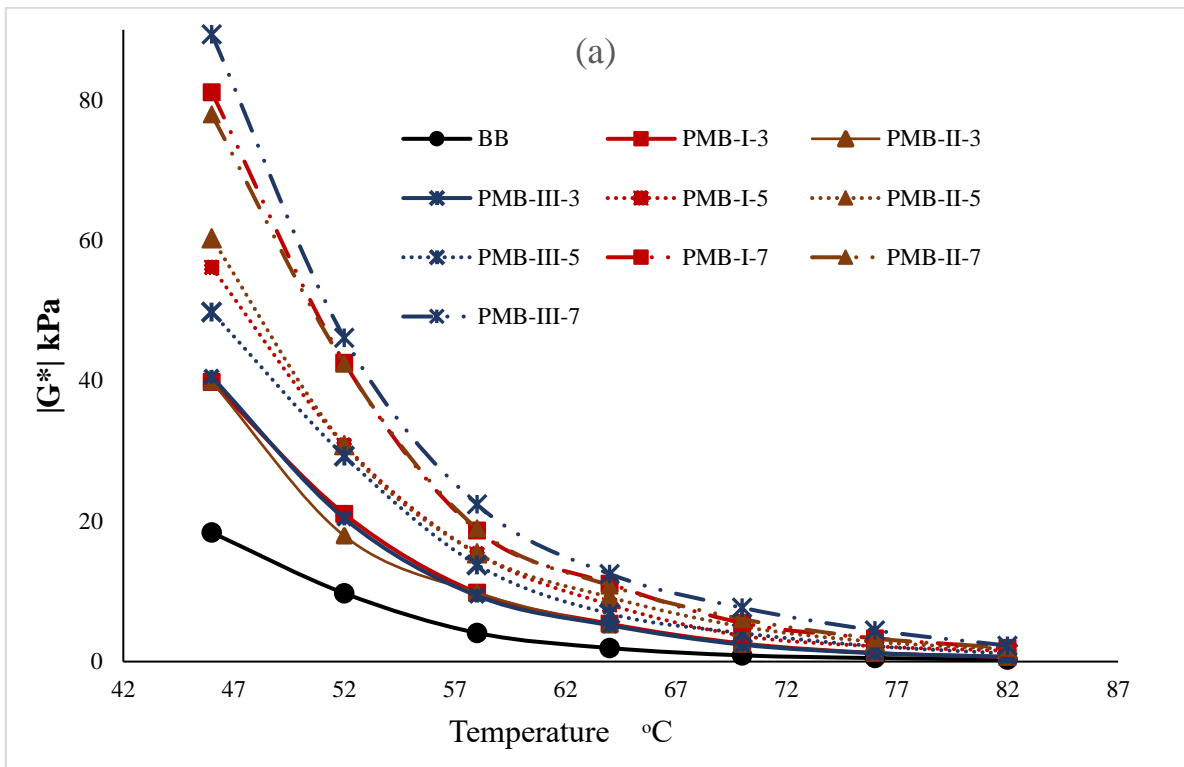 (a)
80
60
40
20
0
|G*| kPa
BB
PMB-I-3
PMB-II-3
PMB-III-3
PMB-I-5
PMB-II-5
PMB-III-5
PMB-I-7
PMB-II-7
PMB-III-7
42 47 52 57 62 67 72 77 82 87
Temperature °C